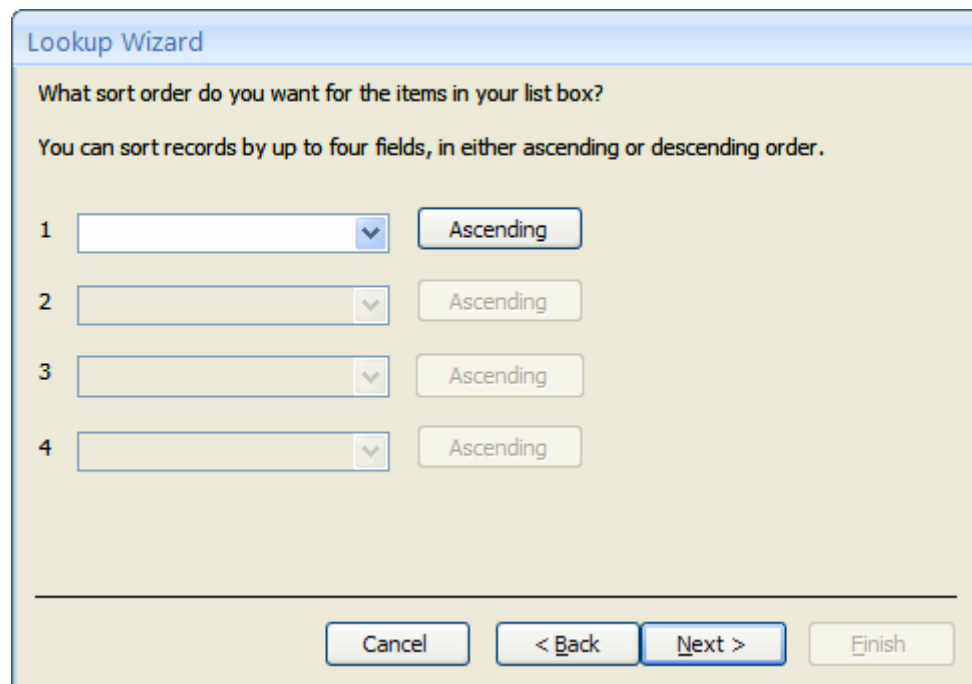 Lookup Wizard
What sort order do you want for the items in your list box?
You can sort records by up to four fields, in either ascending or descending order.
1 Ascending
2 Ascending
3 Ascending
4 Ascending
Cancel < Back Next > Finish